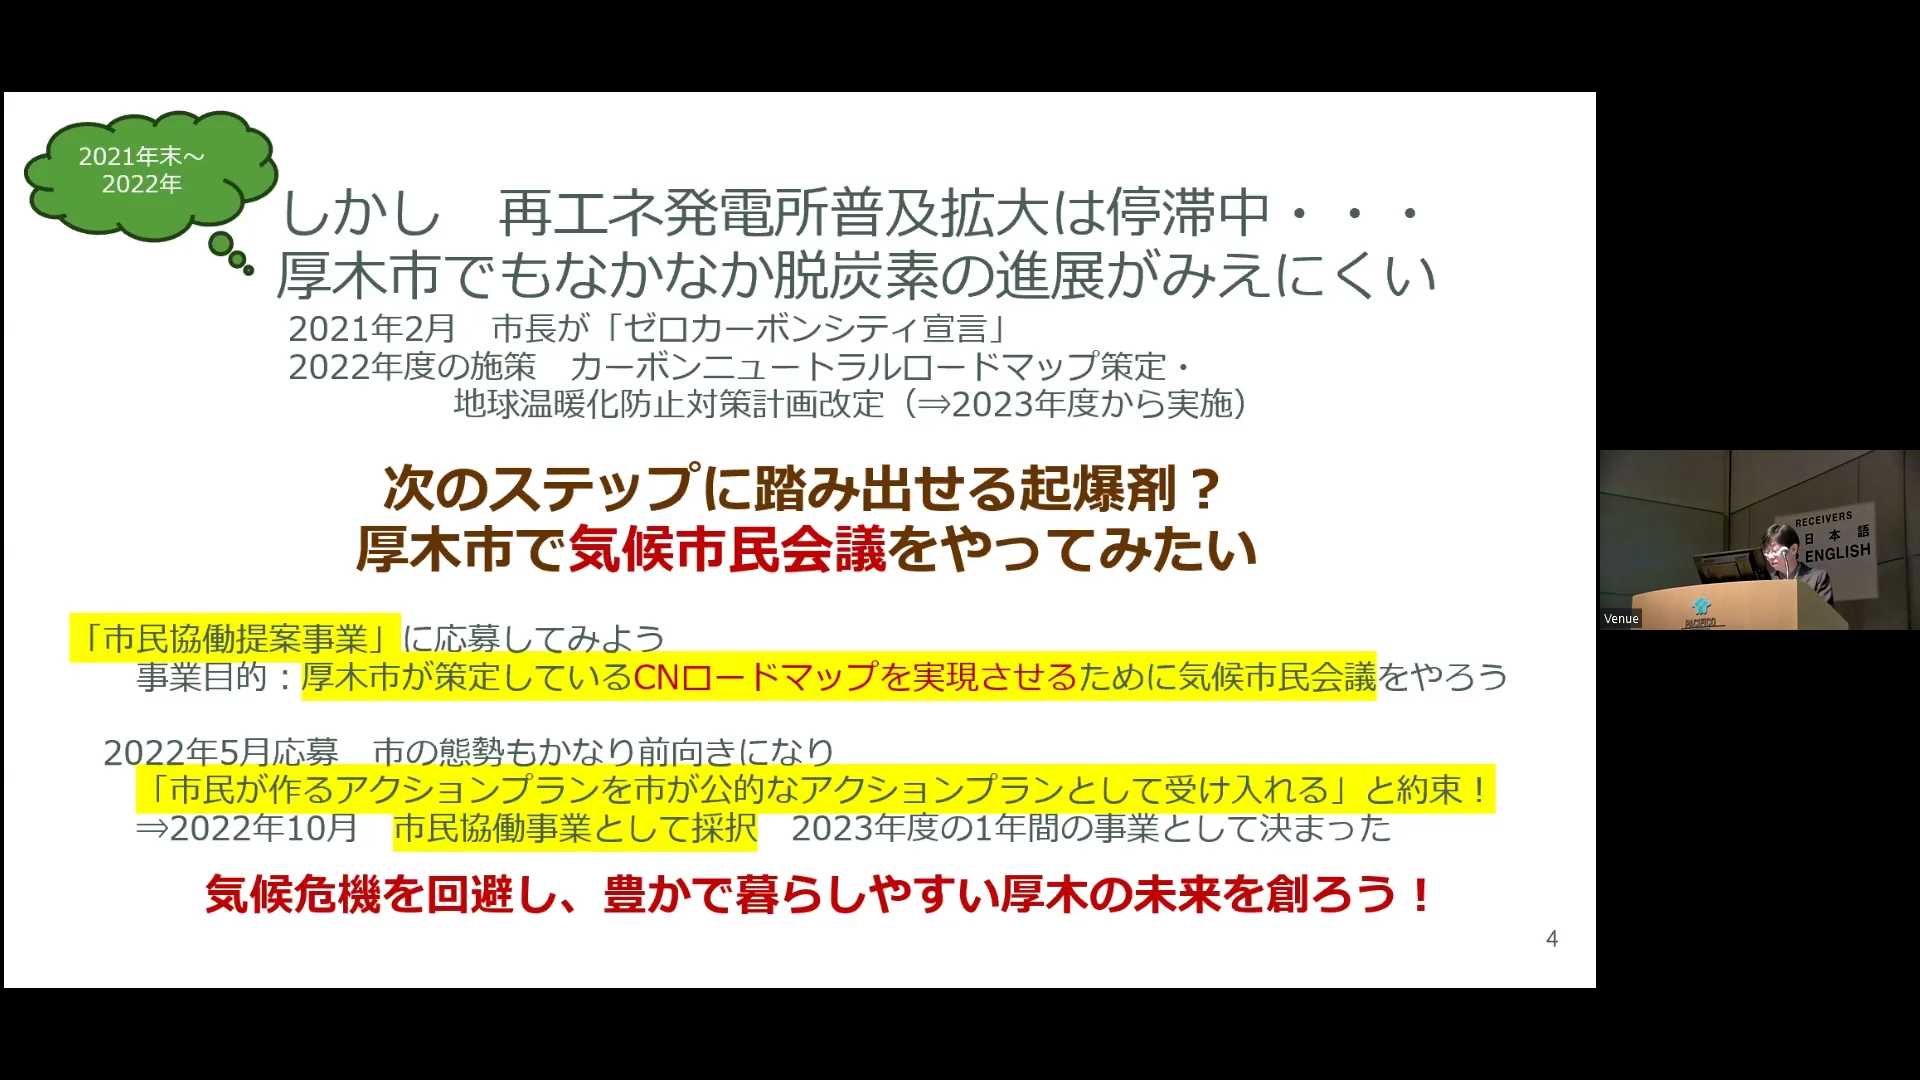 2021年末～
2022年
しかし　再エネ発電所普及拡大は停滞中・・・
厚木市でもなかなか脱炭素の進展がみえにくい
2021年2月　市長が「ゼロカーボンシティ宣言」
2022年度の施策　カーボンニュートラルロードマップ策定・
地球温暖化防止対策計画改定（⇒2023年度から実施）
次のステップに踏み出せる起爆剤？
厚木市で気候市民会議をやってみたい
「市民協働提案事業」に応募してみよう
事業目的：厚木市が策定しているCNロードマップを実現させるために気候市民会議をやろう
2022年5月応募　市の態勢もかなり前向きになり
「市民が作るアクションプランを市が公的なアクションプランとして受け入れる」と約束！
⇒2022年10月　市民協働事業として採択　2023年度の1年間の事業として決まった
気候危機を回避し、豊かで暮らしやすい厚木の未来を創ろう！
4
RECEIVERS
日本語
ENGLISH
PACIFICO
Venue